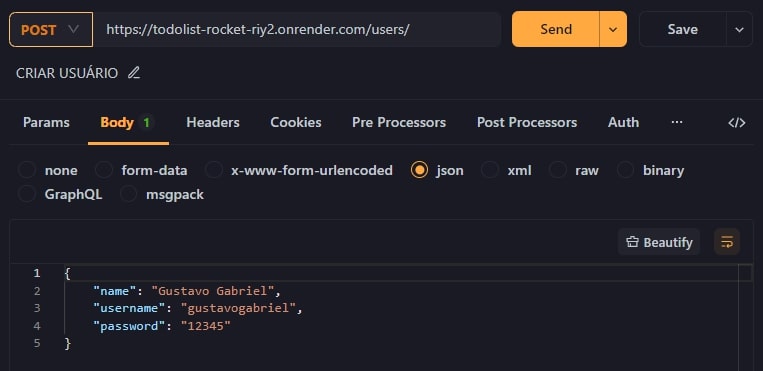 POST https://todolist-rocket-riy2.onrender.com/users/ Send Save
CRIAR USUÁRIO
Params Body 1 Headers Cookies Pre Processors Post Processors Auth ··· </>
none form-data x-www-form-urlencoded json xml raw binary
GraphQL msgpack
Beautify
1 {
2 "name": "Gustavo Gabriel",
3 "username": "gustavogabriel",
4 "password": "12345"
5 }